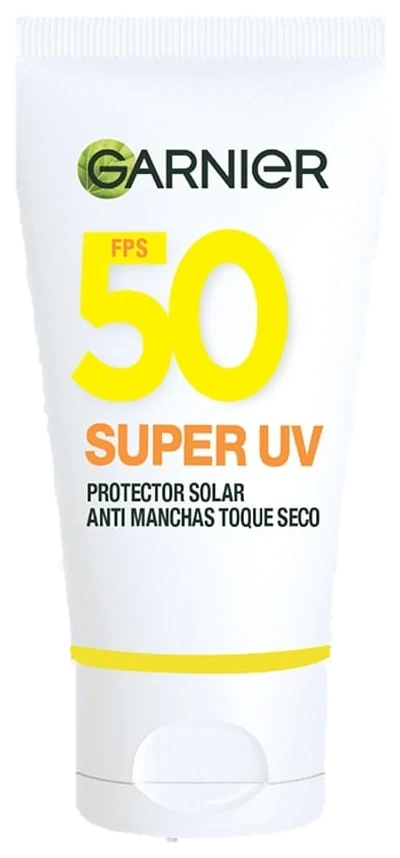 GARNIER
FPS
50
SUPER UV
PROTECTOR SOLAR
ANTI MANCHAS TOQUE SECO